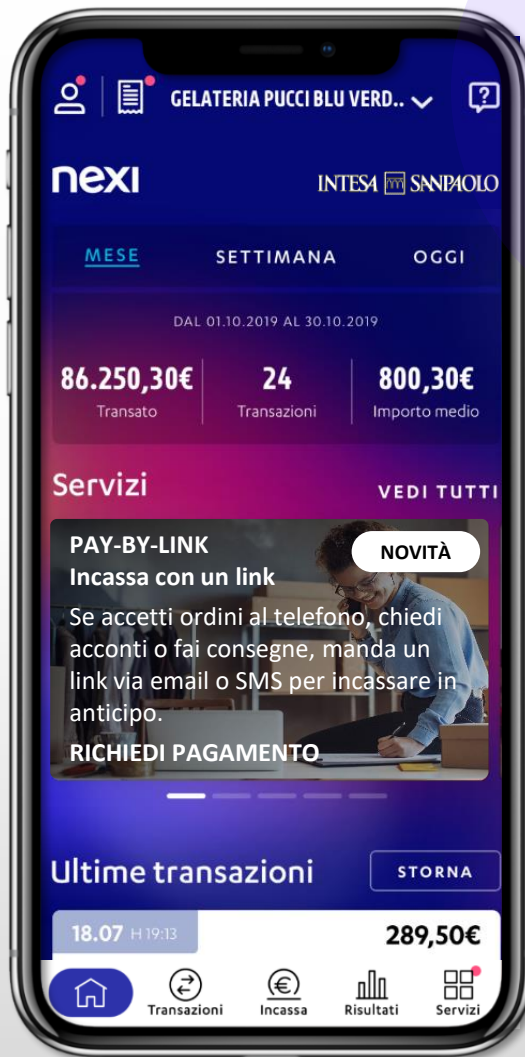 GELATERIA PUCCI BLU VERD..
?
nexi
INTESA SANPAOLO
MESE SETTIMANA OGGI
DAL 01.10.2019 AL 30.10.2019
86.250,30€ 24 800,30€
Transato Transazioni Importo medio
Servizi VEDI TUTTI
PAY-BY-LINK NOVITÀ
Incassa con un link
Se accetti ordini al telefono, chiedi
acconti o fai consegne, manda un
link via email o SMS per incassare in
anticipo.
RICHIEDI PAGAMENTO
Ultime transazioni STORNA
18.07 H 19:13 289,50€
Transazioni Incassa Risultati Servizi